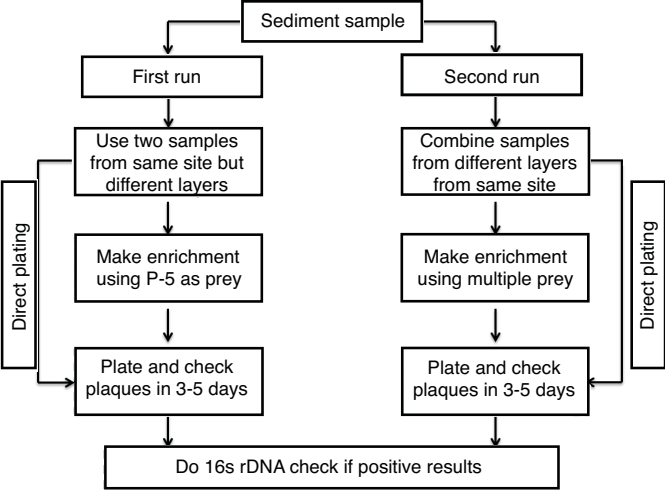 Sediment sample
First run
Second run
Use two samples
from same site but
different layers
Combine samples
from different layers
from same site
Direct plating
Direct plating
Make enrichment
using P-5 as prey
Make enrichment
using multiple prey
Plate and check
plaques in 3-5 days
Plate and check
plaques in 3-5 days
Do 16s rDNA check if positive results